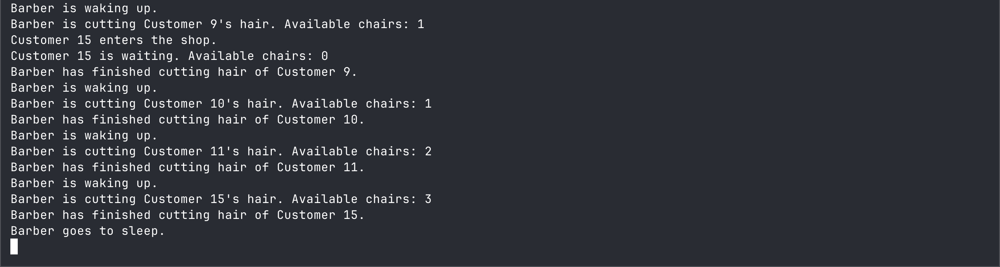 Barber is waking up.
Barber is cutting Customer 9's hair. Available chairs: 1
Customer 15 enters the shop.
Customer 15 is waiting. Available chairs: 0
Barber has finished cutting hair of Customer 9.
Barber is waking up.
Barber is cutting Customer 10's hair. Available chairs: 1
Barber has finished cutting hair of Customer 10.
Barber is waking up.
Barber is cutting Customer 11's hair. Available chairs: 2
Barber has finished cutting hair of Customer 11.
Barber is waking up.
Barber is cutting Customer 15's hair. Available chairs: 3
Barber has finished cutting hair of Customer 15.
Barber goes to sleep.